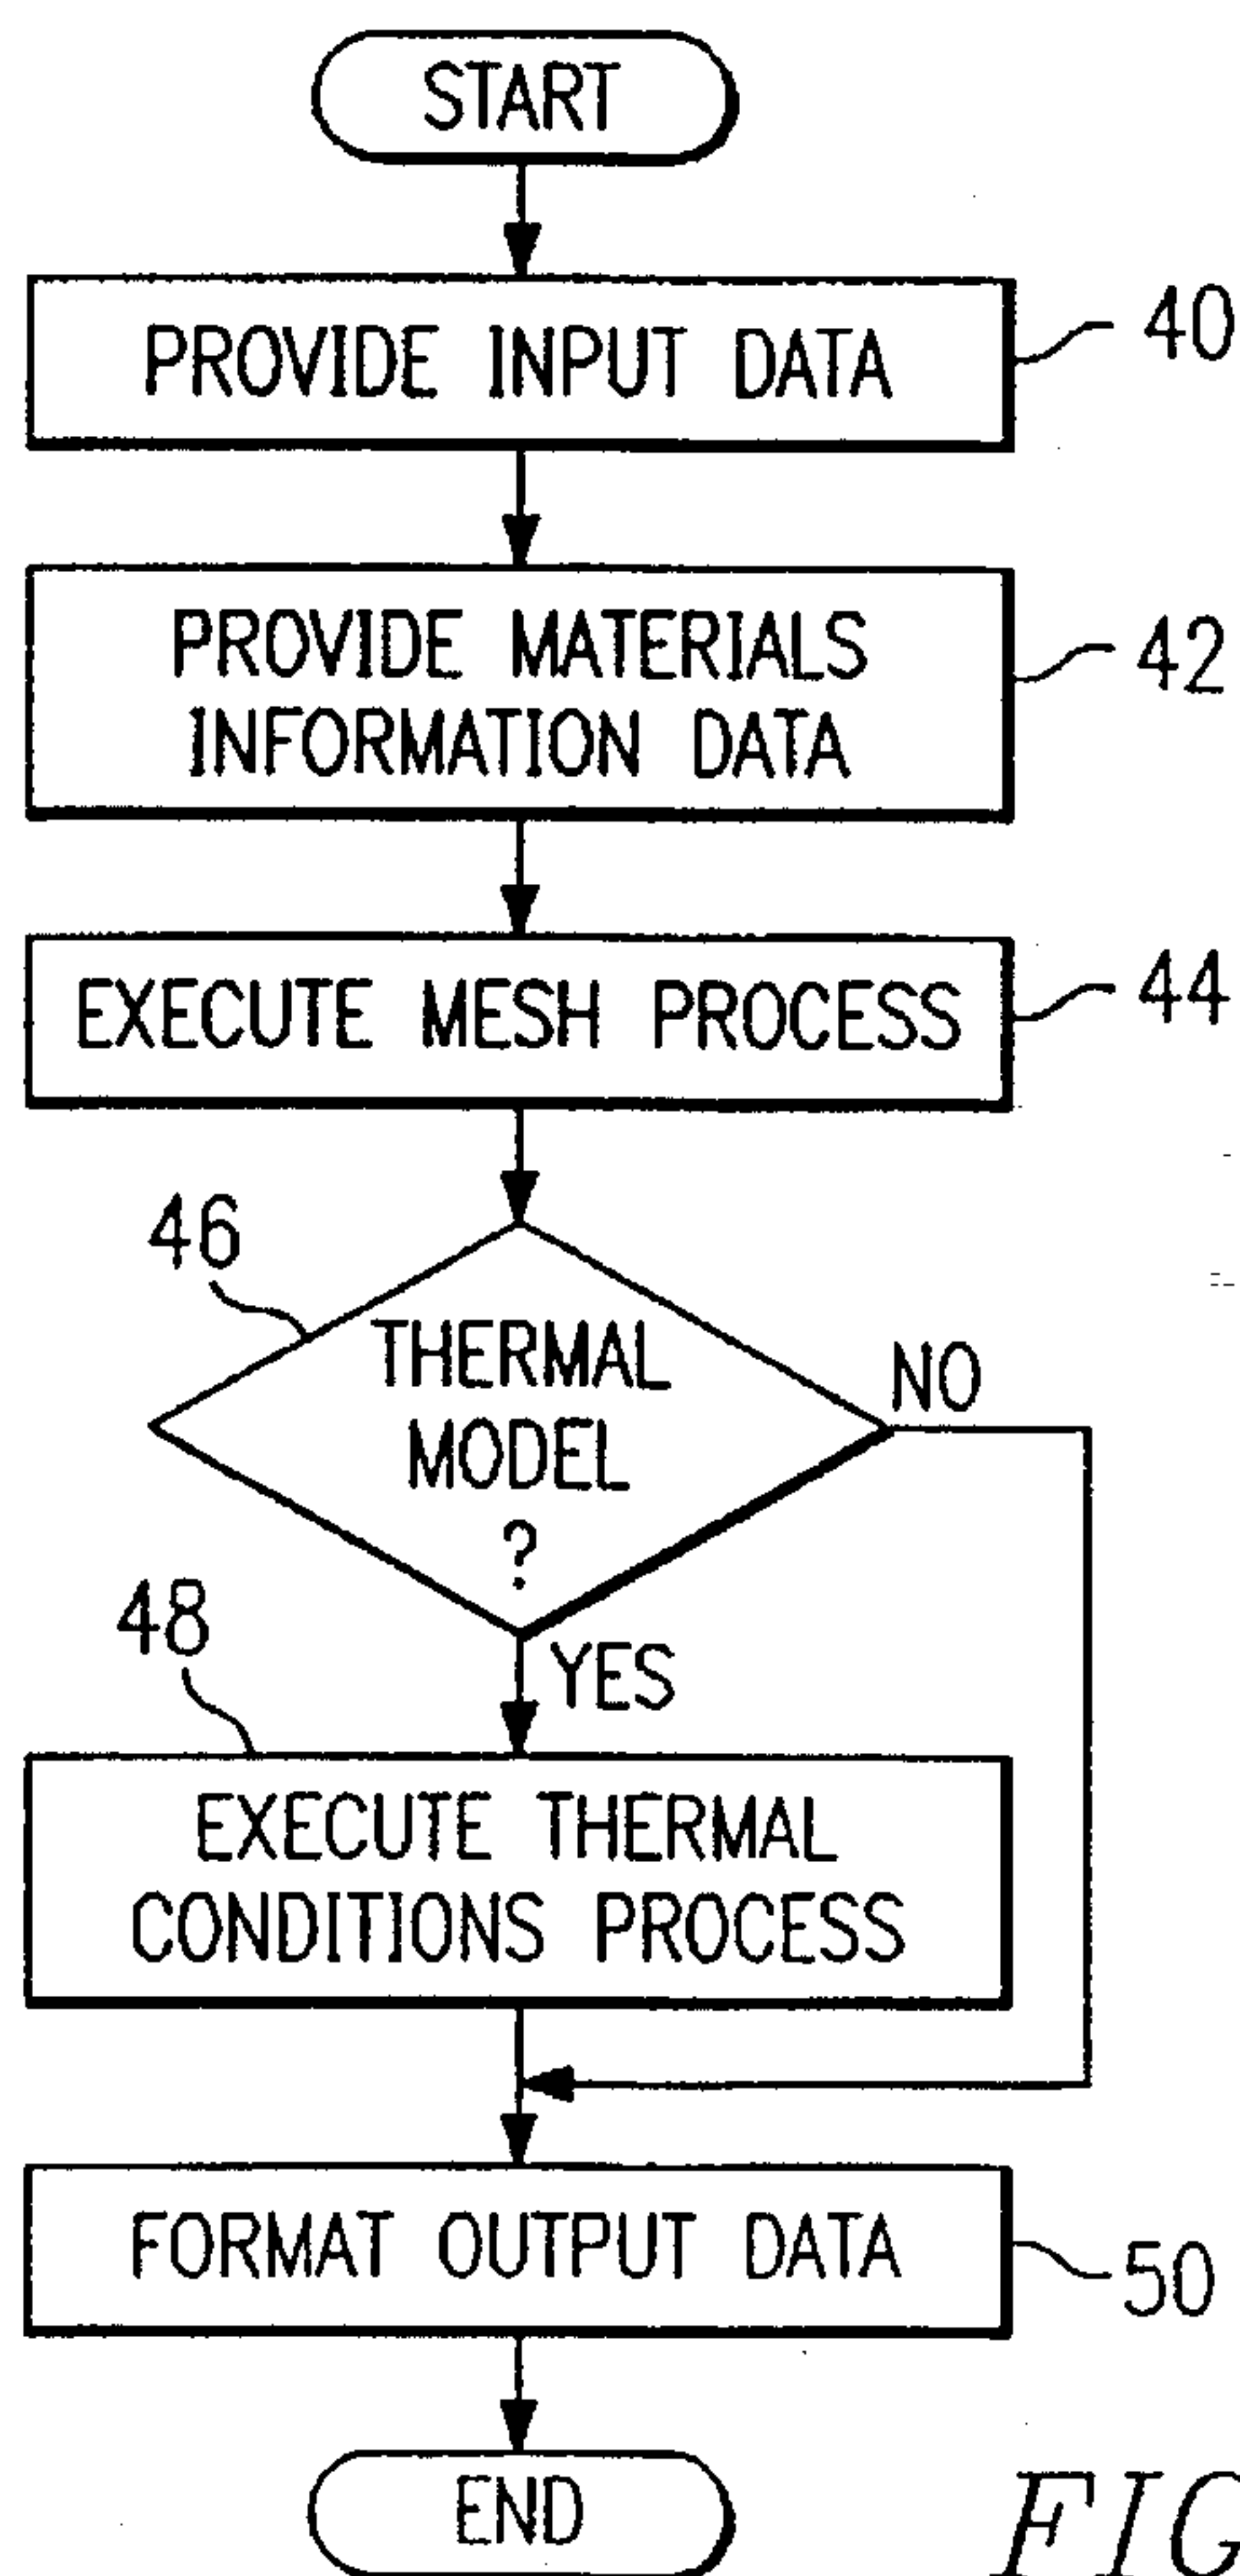 START
PROVIDE INPUT DATA
40
PROVIDE MATERIALS
INFORMATION DATA
42
EXECUTE MESH PROCESS
44
46
THERMAL
MODEL
?
NO
YES
48
EXECUTE THERMAL
CONDITIONS PROCESS
FORMAT OUTPUT DATA
50
END
FIG